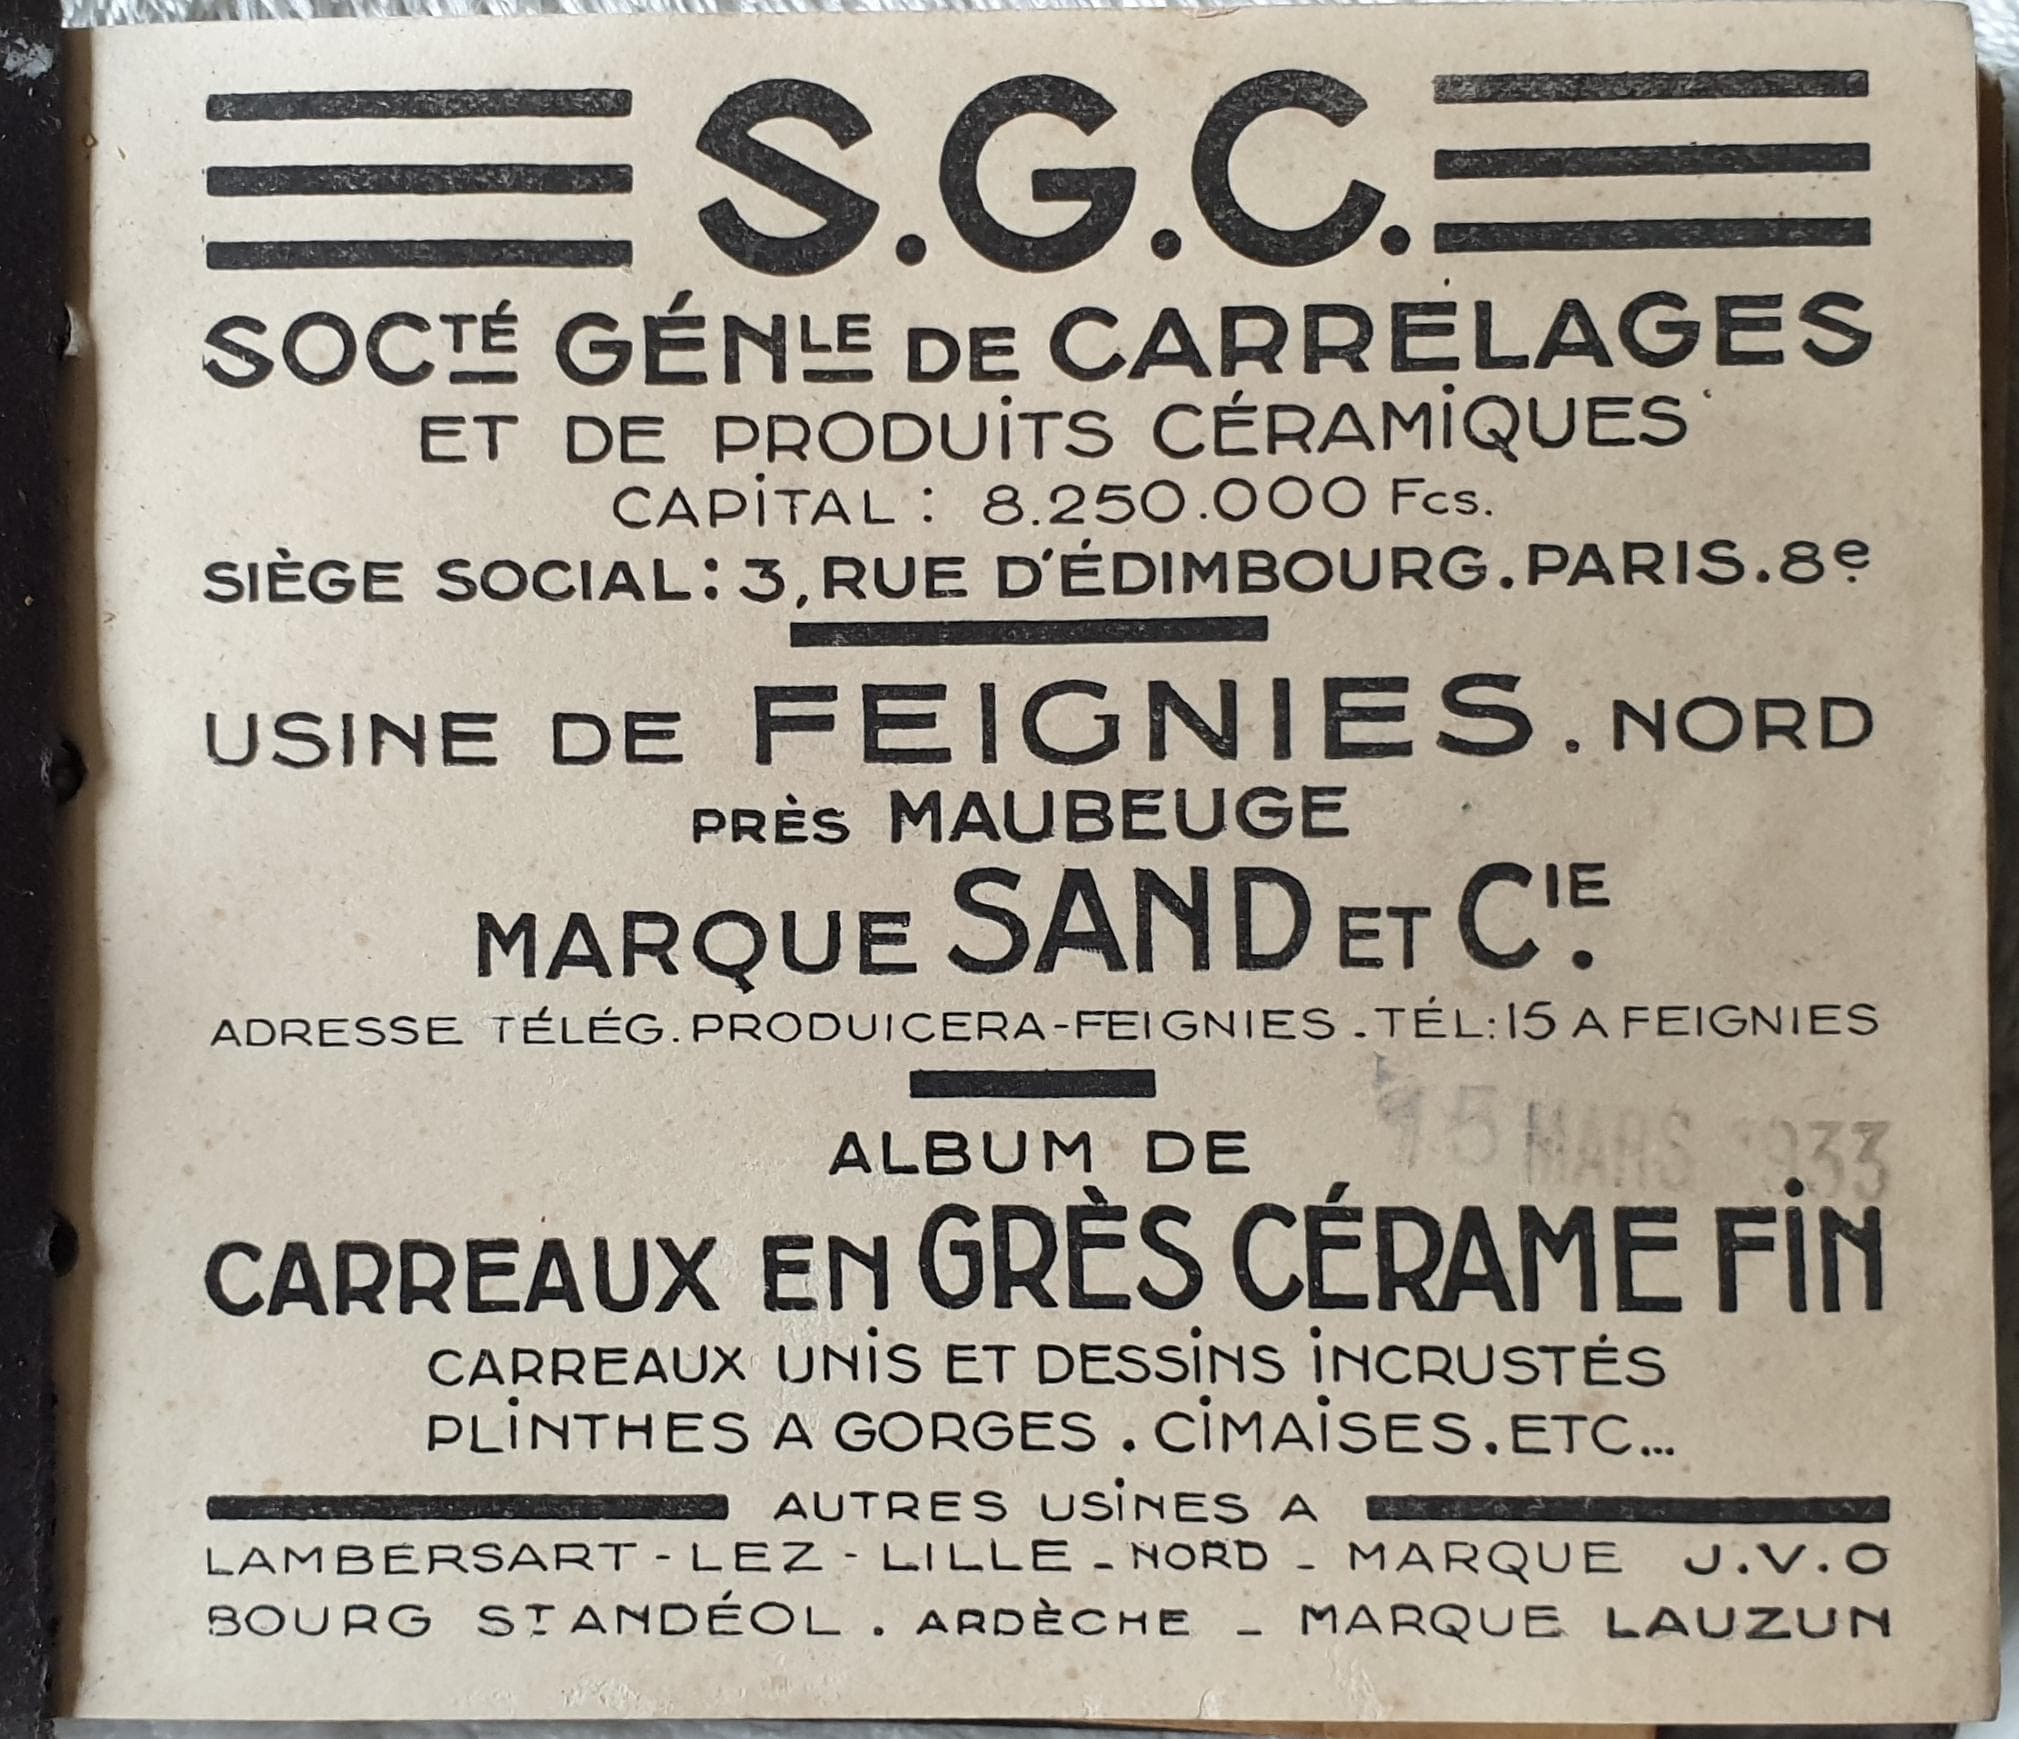 S.G.C.
SOCTÉ GÉNLE DE CARRELAGES
ET DE PRODUITS CÉRAMIQUES
CAPITAL : 8.250.000 Fcs.
SIÈGE SOCIAL : 3, RUE D'ÉDIMBOURG. PARIS. 8e
USINE DE FEIGNIES. NORD
PRÈS MAUBEUGE
MARQUE SAND ET CIE.
ADRESSE TÉLÉG. PRODUICERA-FEIGNIES. TÉL: 15 A FEIGNIES
15 MARS 1933
ALBUM DE
CARREAUX EN GRÈS CÉRAME FIN
CARREAUX UNIS ET DESSINS INCRUSTÉS
PLINTHES A GORGES. CIMAISES. ETC...
AUTRES USINES A
LAMBERSART - LEZ - LILLE - NORD - MARQUE J.V.O
BOURG ST ANDÉOL. ARDÈCHE - MARQUE LAUZUN